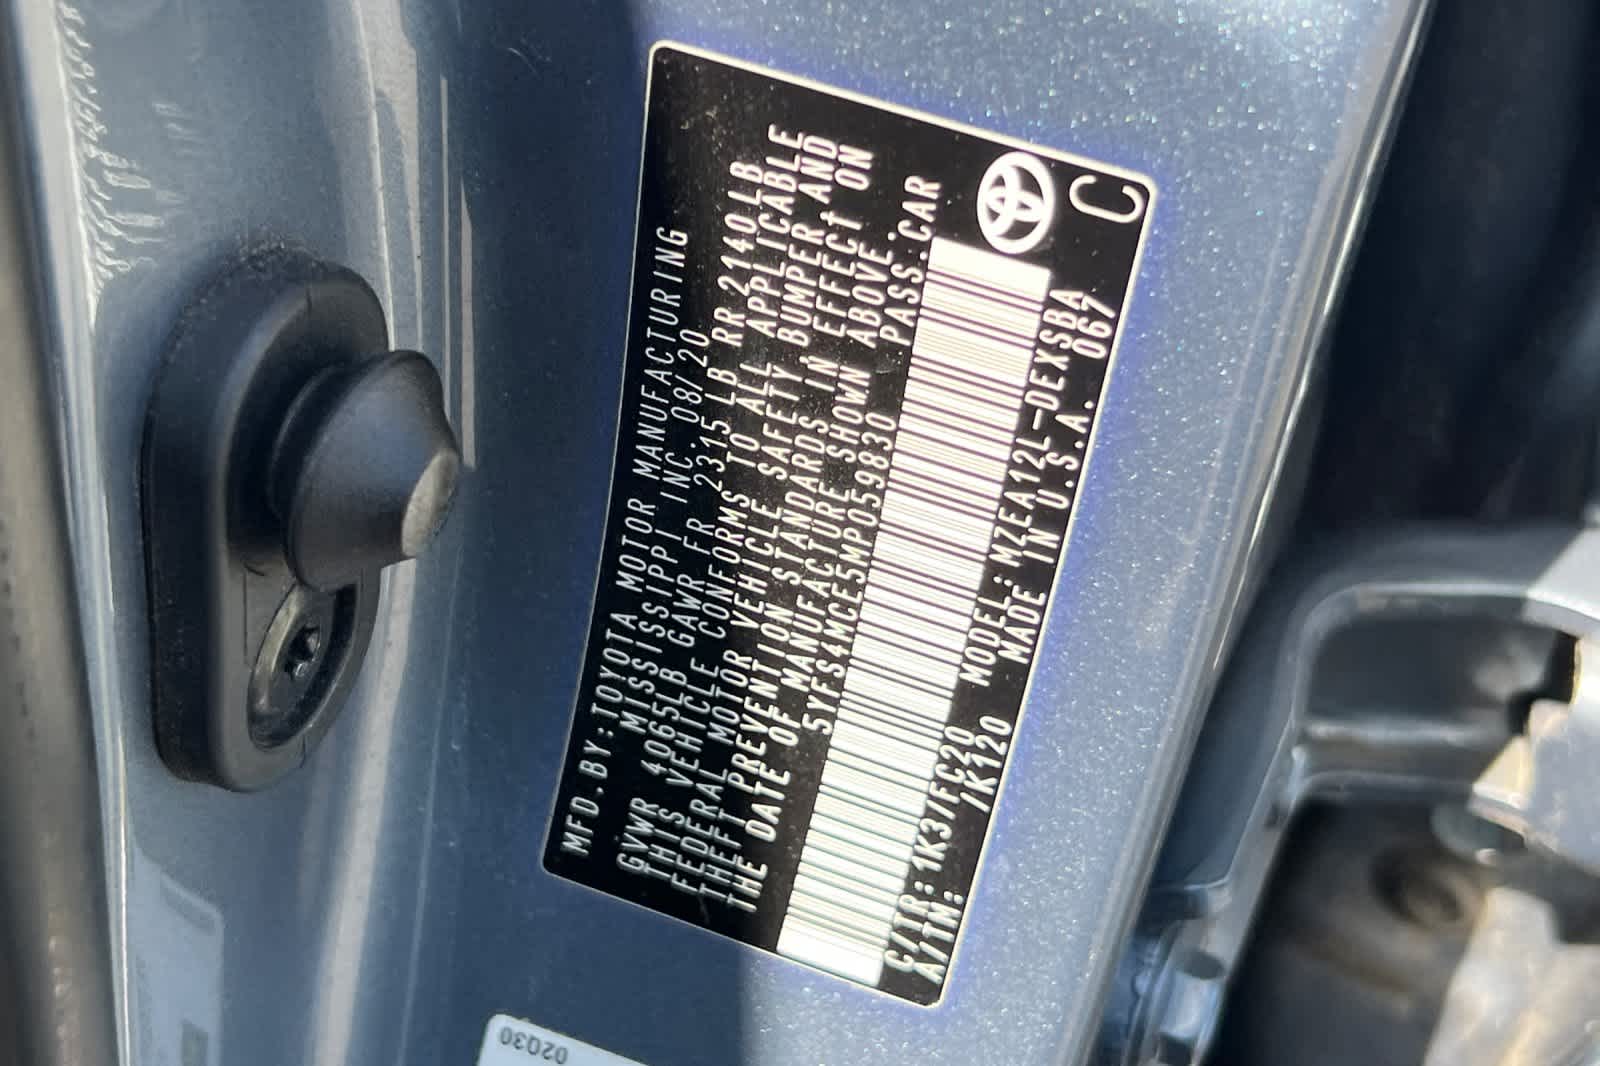 MFD.BY:TOYOTA MOTOR MANUFACTURING
MISSISSIPPI INC. 08/20
GVWR 4065LB GAWR FR 2315 LB RR 2140 LB
THIS VEHICLE CONFORMS TO ALL APPLICABLE
FEDERAL MOTOR VEHICLE SAFETY, BUMPER AND
THEFT PREVENTION STANDARDS IN EFFECT ON
THE DATE OF MANUFACTURE SHOWN ABOVE.
5YFS4MCE5MP059830 PASS.CAR
C/TR:1K3/FC20 MODEL:MZEA12L-DEXSBA
A/TM: /K120 MADE IN U.S.A. 067
C
02Q30